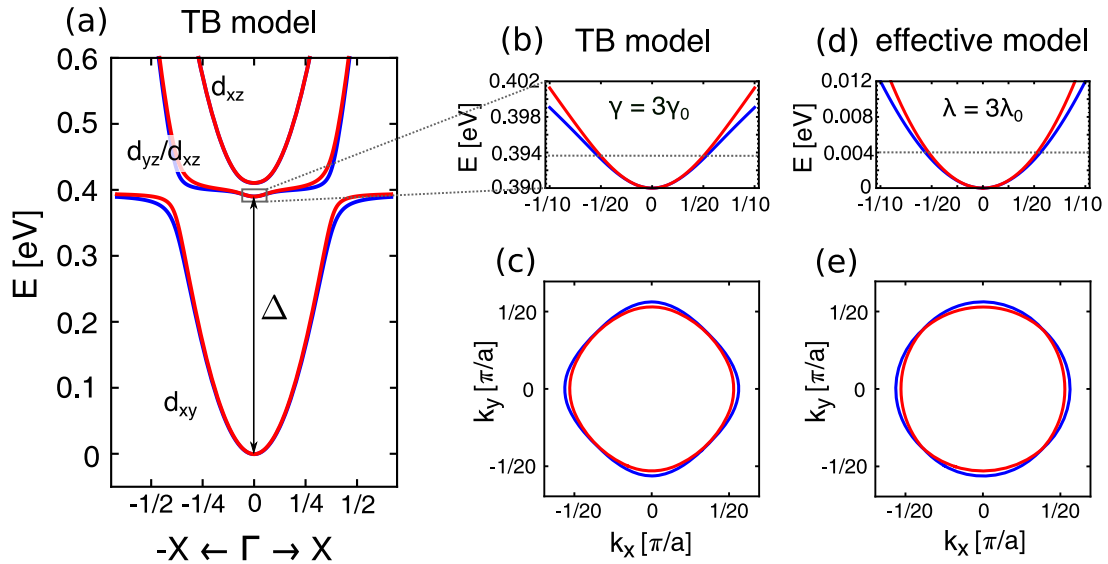 (a) TB model
E [eV]
0.6
0.5
0.4
0.3
0.2
0.1
0
d_xz
d_yz/d_xz
Δ
d_xy
-1/2 -1/4 0 1/4 1/2
-X ← Γ → X
(b) TB model
E [eV]
0.402
0.398
0.394
0.390
γ = 3γ₀
-1/10 -1/20 0 1/20 1/10
(d) effective model
E [eV]
0.012
0.008
0.004
0
λ = 3λ₀
-1/10 -1/20 0 1/20 1/10
(c)
k_y [π/a]
1/20
0
-1/20
-1/20 0 1/20
k_x [π/a]
(e)
k_y [π/a]
1/20
0
-1/20
-1/20 0 1/20
k_x [π/a]